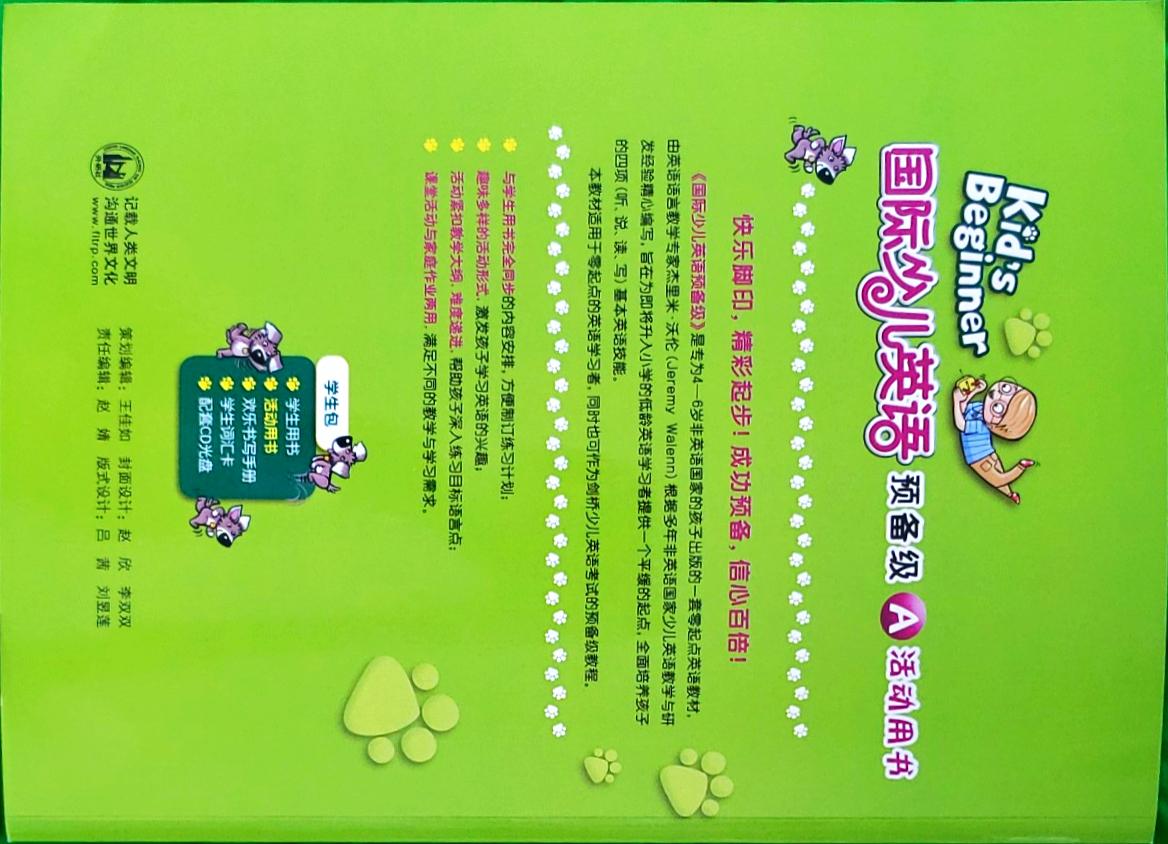 Kid's
Beginner
国际少儿英语 预备级 A 活动用书
快乐脚印，精彩起步！成功预备，信心百倍！
《国际少儿英语预备级》是专为4—6岁非英语国家的孩子出版的一套零起点英语教材，
由英语语言教学专家杰里米·沃伦（Jeremy Walenn）根据多年非英语国家少儿英语教学与研
发经验精心编写，旨在为即将升入小学的低龄英语学习者提供一个平缓的起点，全面培养孩子
的四项（听、说、读、写）基本英语技能。
本教材适用于零起点的英语学习者，同时也可作为剑桥少儿英语考试的预备级教程。
与学生用书完全同步的内容安排，方便制订练习计划；
趣味多样的活动形式，激发孩子学习英语的兴趣；
活动紧扣教学大纲，难度递进，帮助孩子深入练习目标语言点；
课堂活动与家庭作业两用，满足不同的教学与学习需求。
学生包
学生用书
活动用书
欢乐书写手册
学生词汇卡
配套CD光盘
外研社
记载人类文明
沟通世界文化
www.fltrp.com
策划编辑：王佳如 封面设计：赵 欣 李双双
责任编辑：赵 婧 版式设计：吕 茜 刘昱莲